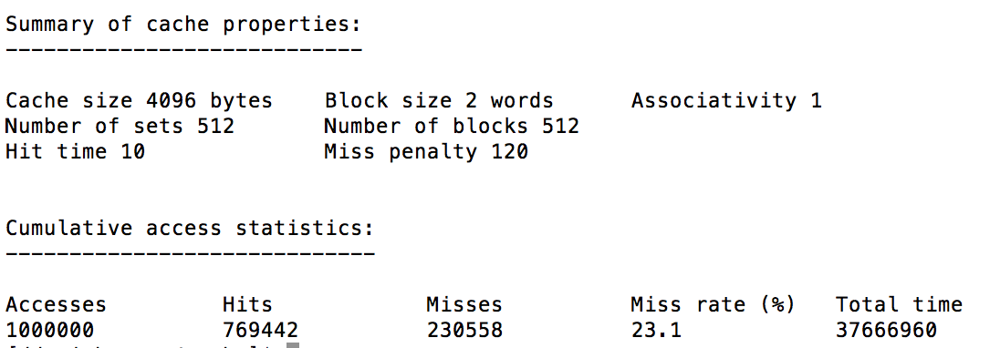 Summary of cache properties:
----------------------------
Cache size 4096 bytes Block size 2 words Associativity 1
Number of sets 512 Number of blocks 512
Hit time 10 Miss penalty 120
Cumulative access statistics:
-----------------------------
Accesses Hits Misses Miss rate (%) Total time
1000000 769442 230558 23.1 37666960